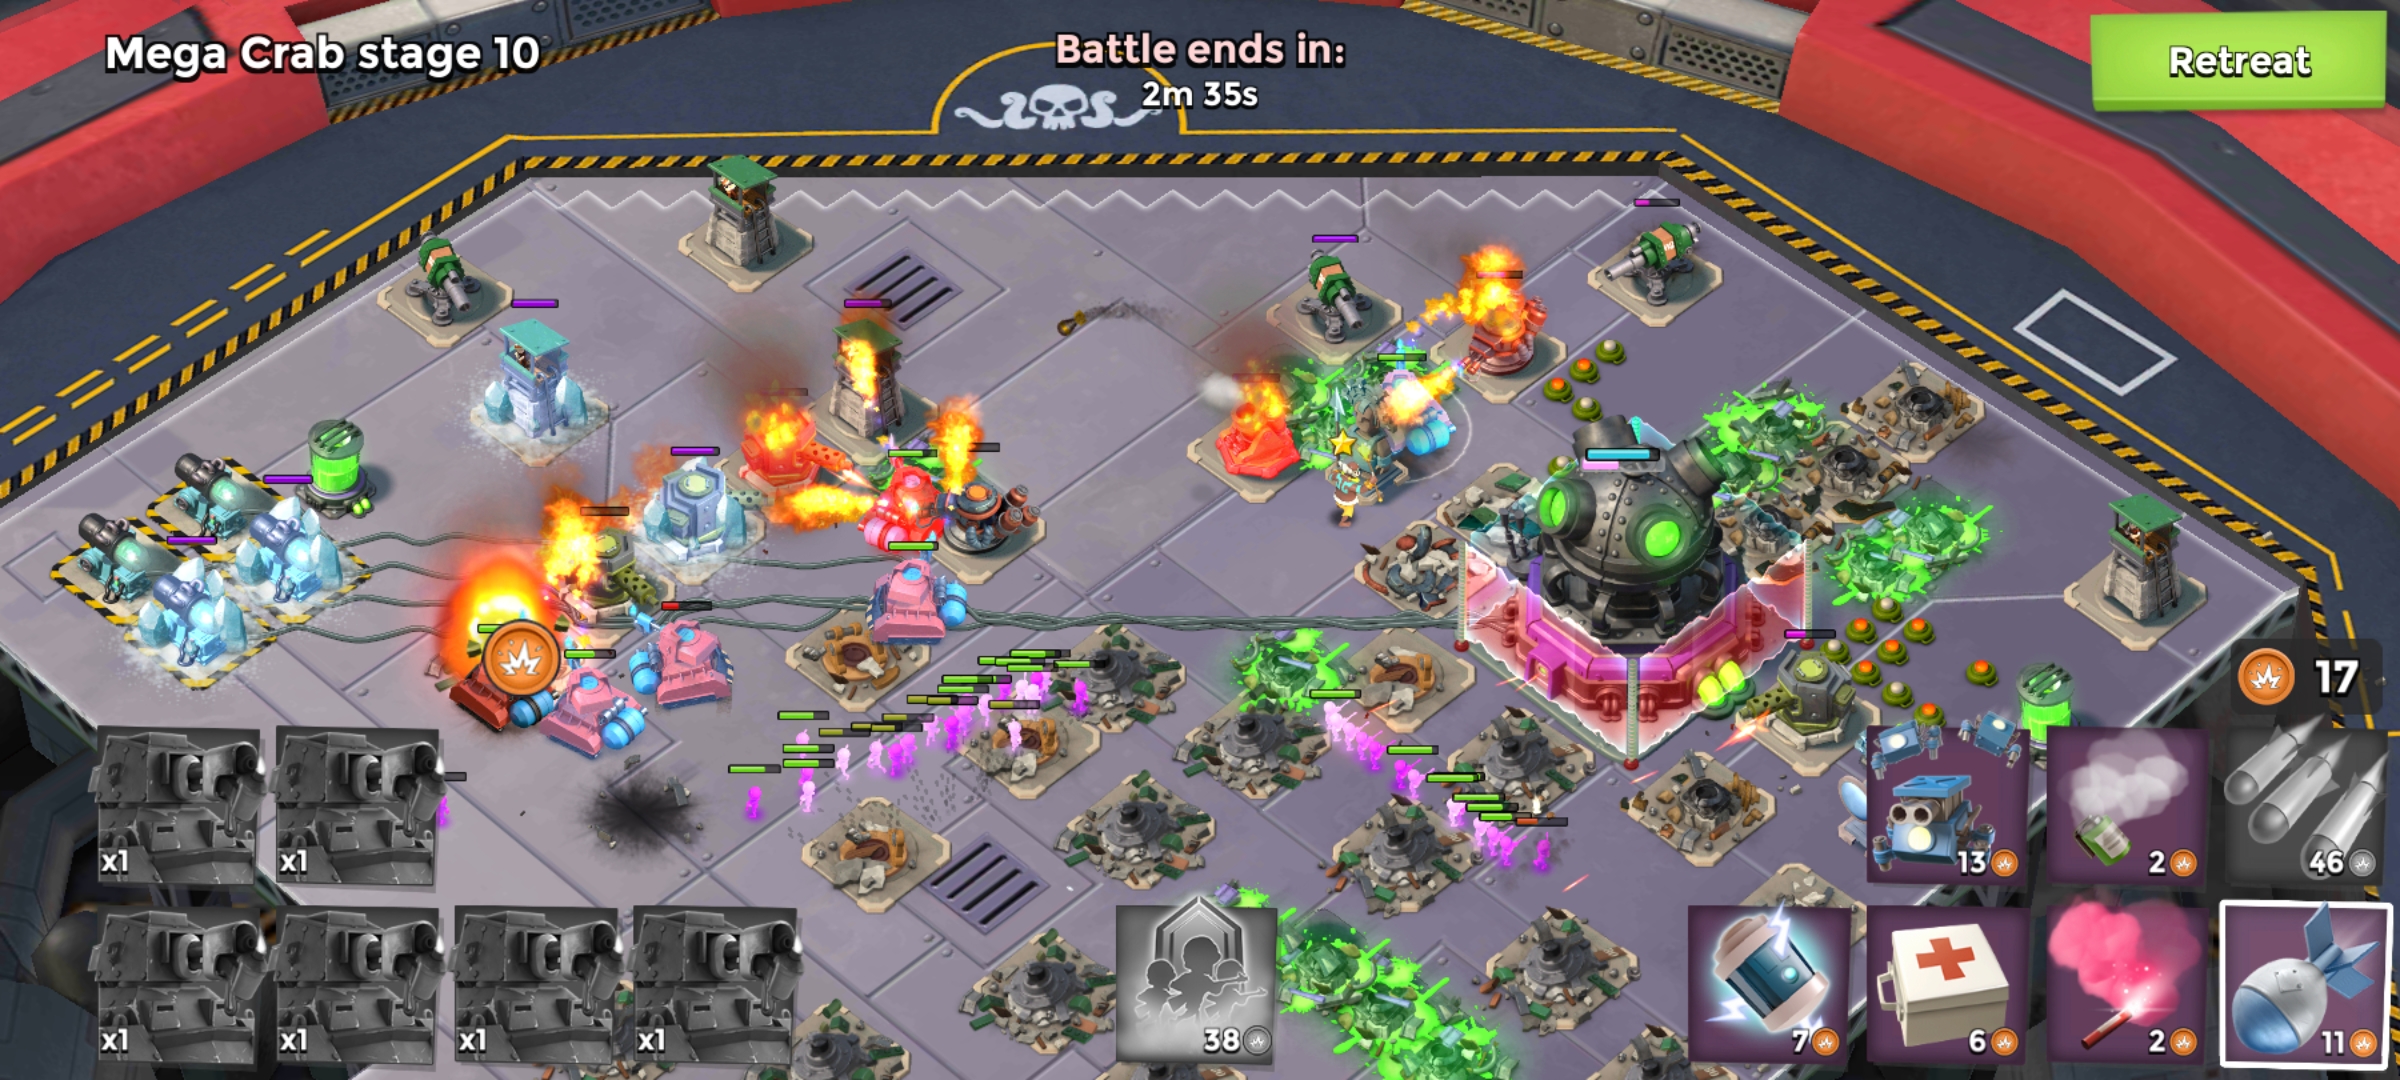 Mega Crab stage 10
Battle ends in:
2m 35s
Retreat
17
x1
x1
13
2
46
x1
x1
x1
x1
38
7
6
2
11